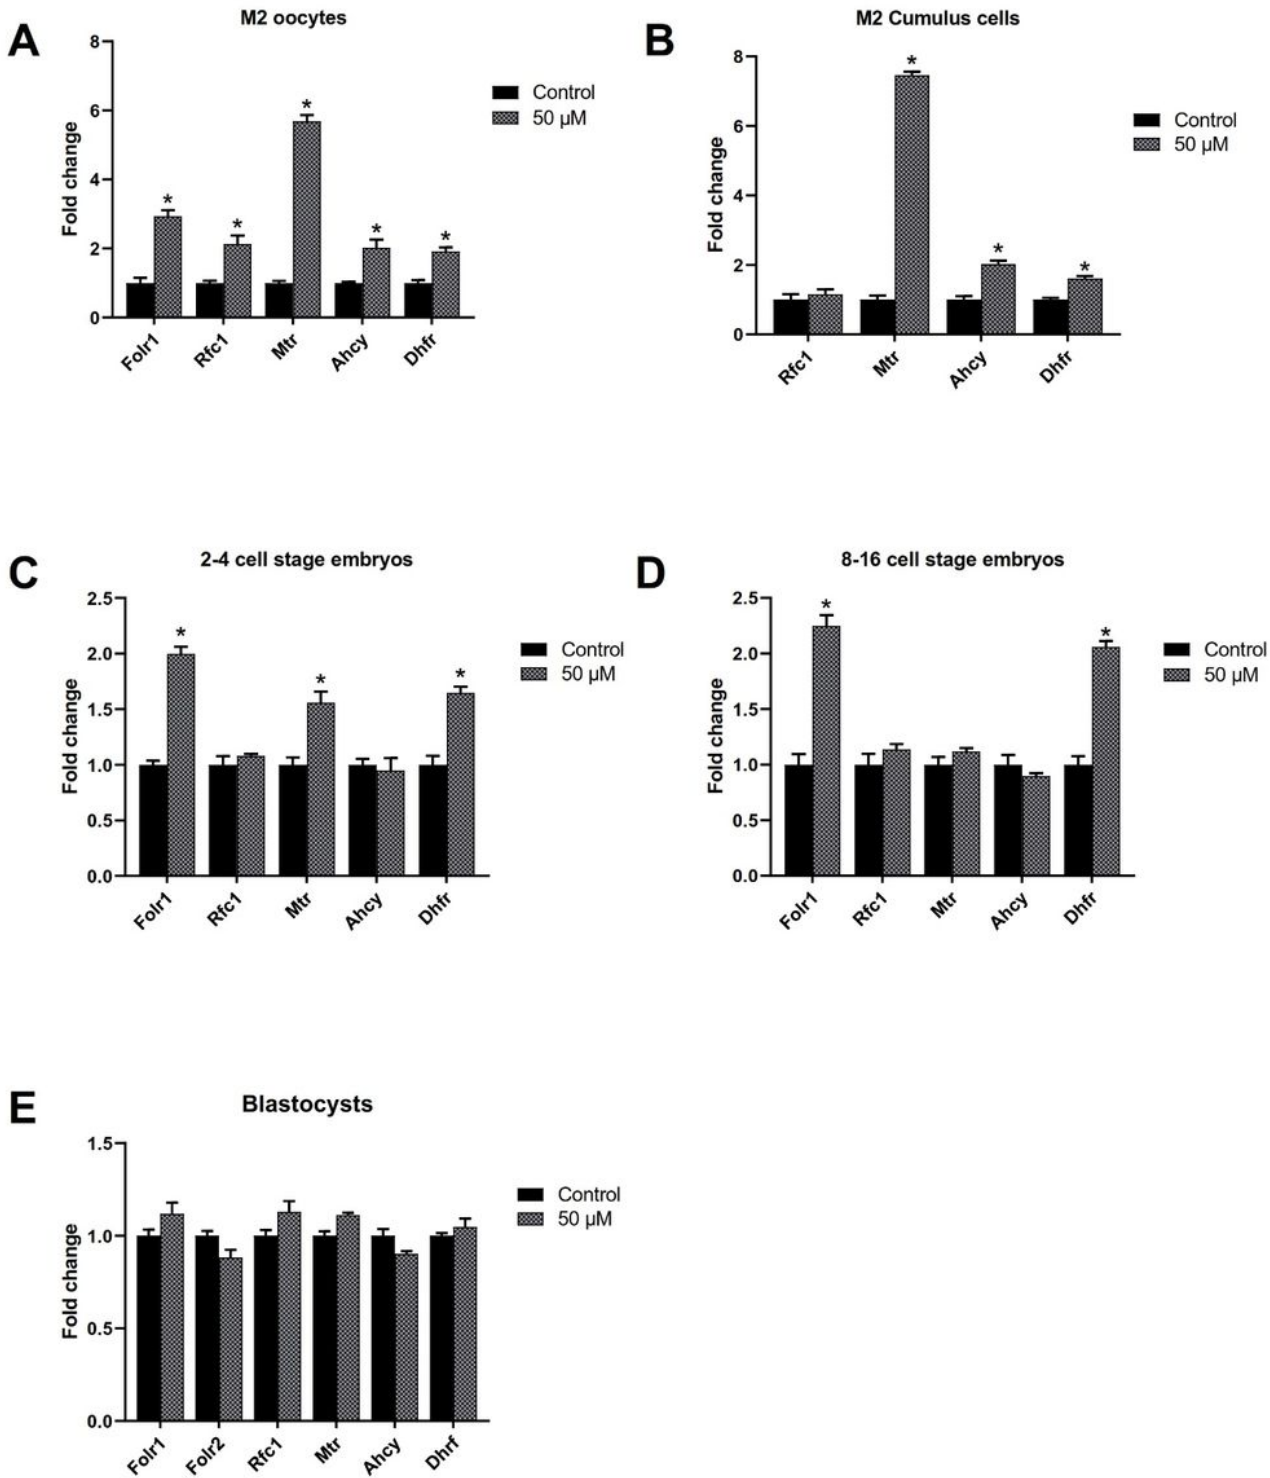 A
M2 oocytes
8
6
4
2
0
Fold change
*
*
*
*
*
Folr1
Rfc1
Mtr
Ahcy
Dhfr
Control
50 µM
B
M2 Cumulus cells
8
6
4
2
0
Fold change
*
*
*
Rfc1
Mtr
Ahcy
Dhfr
Control
50 µM
C
2-4 cell stage embryos
2.5
2.0
1.5
1.0
0.5
0.0
Fold change
*
*
*
Folr1
Rfc1
Mtr
Ahcy
Dhfr
Control
50 µM
D
8-16 cell stage embryos
2.5
2.0
1.5
1.0
0.5
0.0
Fold change
*
*
Folr1
Rfc1
Mtr
Ahcy
Dhfr
Control
50 µM
E
Blastocysts
1.5
1.0
0.5
0.0
Fold change
Folr1
Folr2
Rfc1
Mtr
Ahcy
Dhrf
Control
50 µM